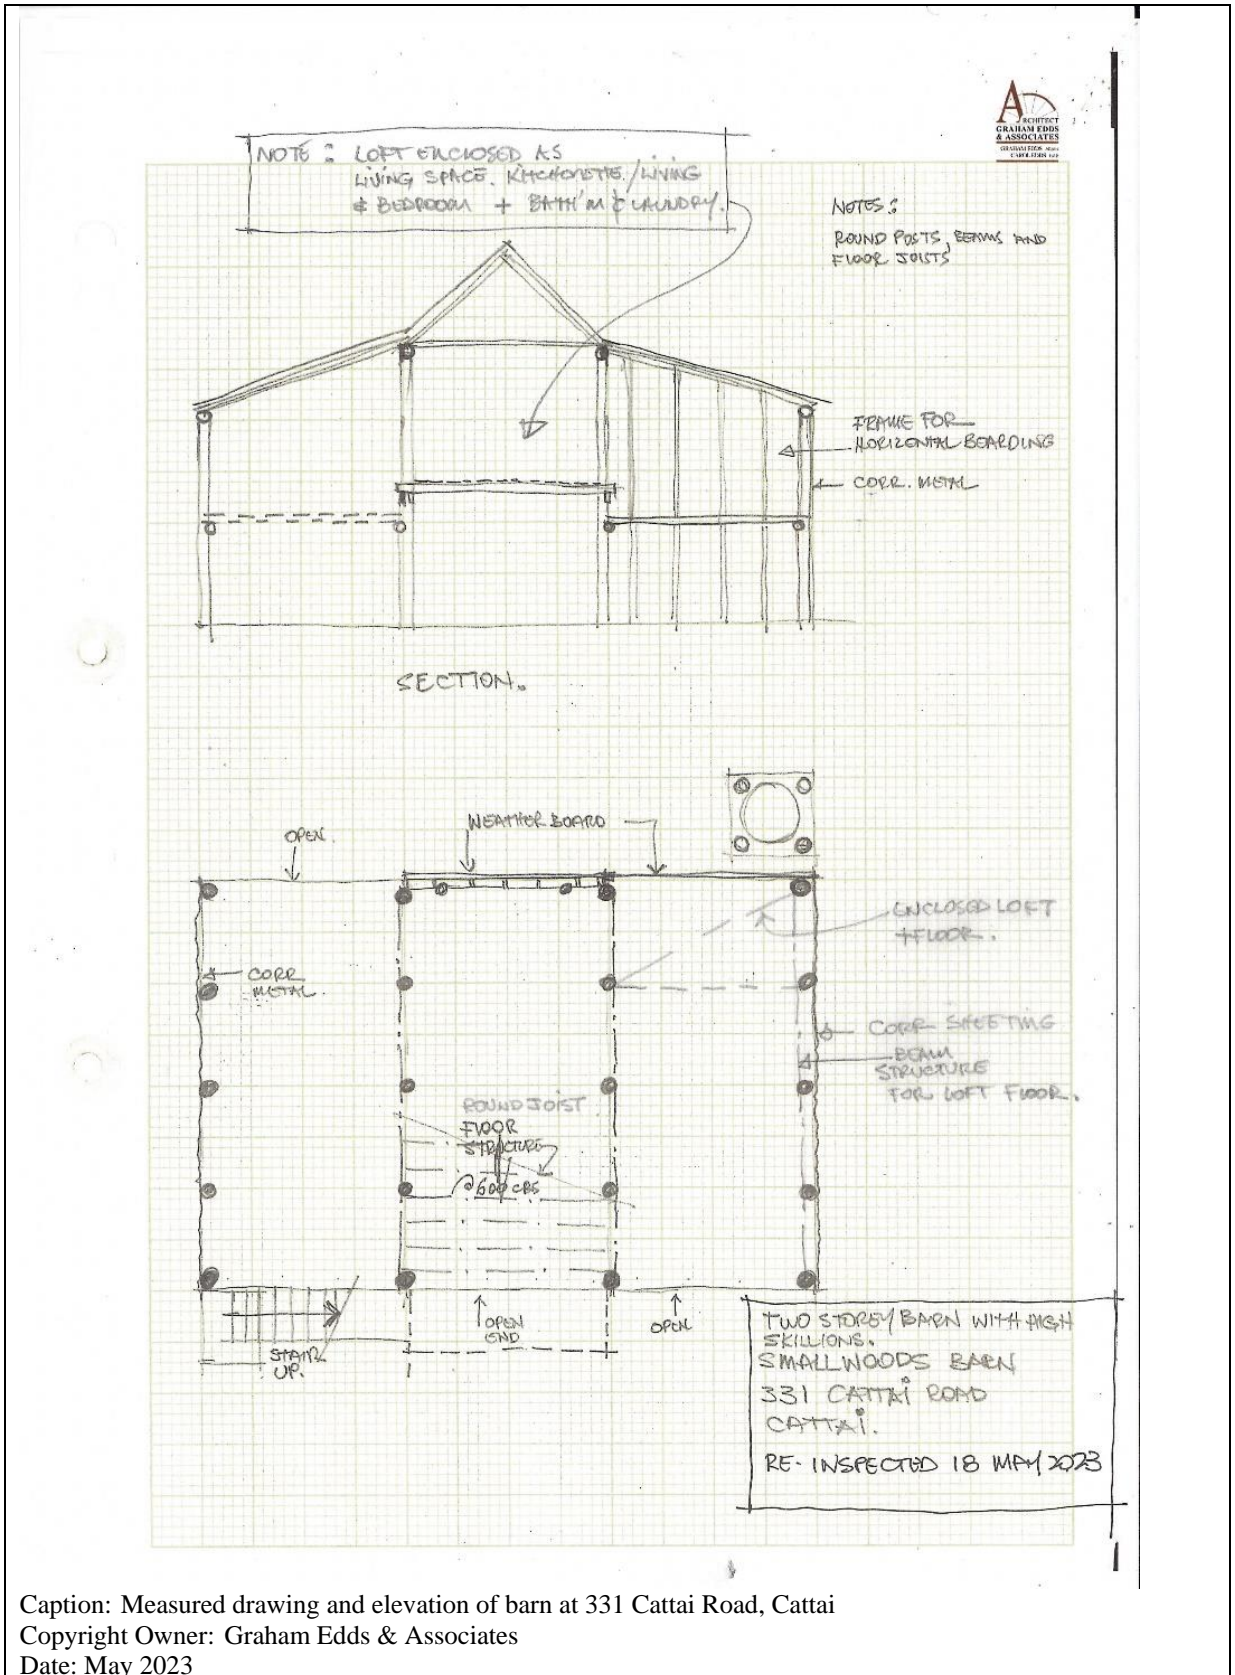 ARCHITECT
GRAHAM EDDS
& ASSOCIATES
NOTE : LOFT ENCLOSED AS
LIVING SPACE. KITCHONETTE/LIVING
& BEDROOM + BATH'M & LAUNDRY.
NOTES :
ROUND POSTS, BEAMS AND
FLOOR JOISTS
FRAME FOR
HORIZONTAL BOARDING
CORR. METAL
SECTION.
OPEN.
WEATHERBOARD
ENCLOSED LOFT
+ FLOOR.
CORR
METAL.
CORR SHEETING
BEAM
STRUCTURE
FOR LOFT FLOOR.
ROUND JOIST
FLOOR
STRUCTURE
@ 600 CRS
STAIR
UP.
OPEN
END
OPEN
TWO STOREY BARN WITH HIGH
SKILLIONS.
SMALLWOODS BARN
331 CATTAI ROAD
CATTAI.
RE-INSPECTED 18 MAY 2023
Caption: Measured drawing and elevation of barn at 331 Cattai Road, Cattai
Copyright Owner: Graham Edds & Associates
Date: May 2023